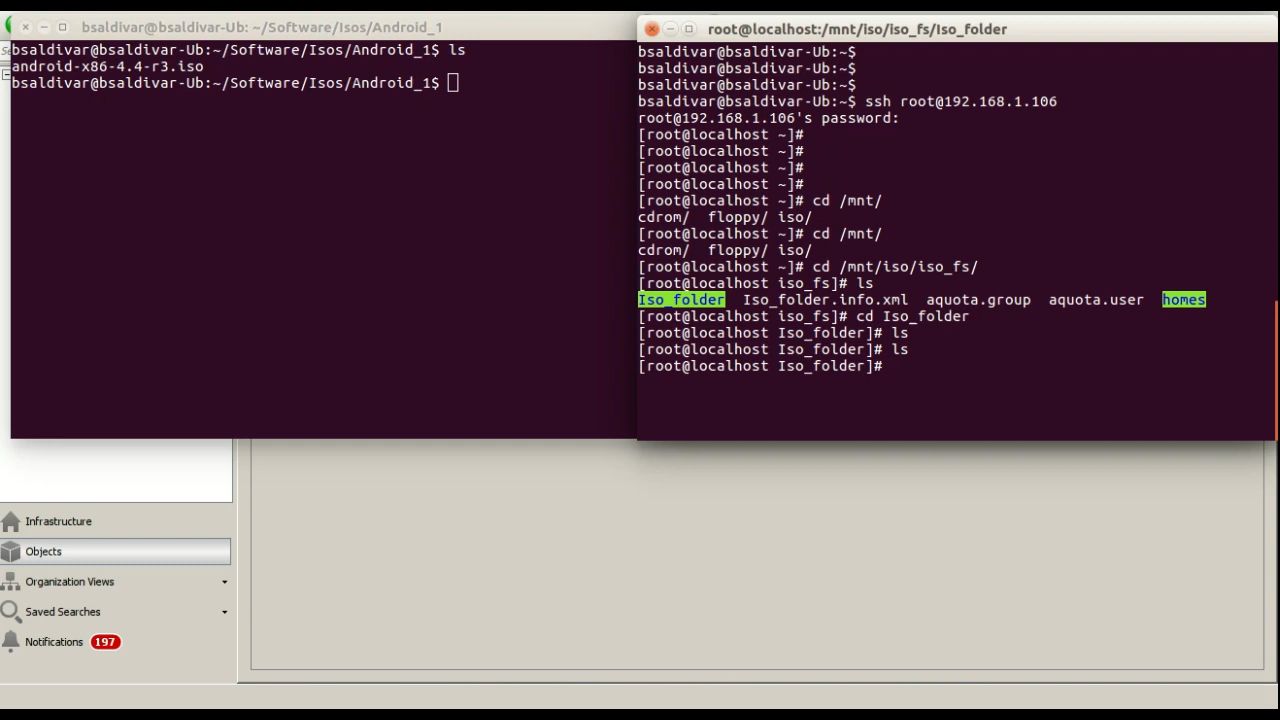 bsaldivar@bsaldivar-Ub: ~/Software/Isos/Android_1
bsaldivar@bsaldivar-Ub:~/Software/Isos/Android_1$ ls
android-x86-4.4-r3.iso
bsaldivar@bsaldivar-Ub:~/Software/Isos/Android_1$
root@localhost:/mnt/iso/iso_fs/Iso_folder
bsaldivar@bsaldivar-Ub:~$
bsaldivar@bsaldivar-Ub:~$
bsaldivar@bsaldivar-Ub:~$
bsaldivar@bsaldivar-Ub:~$ ssh root@192.168.1.106
root@192.168.1.106's password:
[root@localhost ~]#
[root@localhost ~]#
[root@localhost ~]#
[root@localhost ~]#
[root@localhost ~]# cd /mnt/
cdrom/ floppy/ iso/
[root@localhost ~]# cd /mnt/
cdrom/ floppy/ iso/
[root@localhost ~]# cd /mnt/iso/iso_fs/
[root@localhost iso_fs]# ls
Iso_folder Iso_folder.info.xml aquota.group aquota.user homes
[root@localhost iso_fs]# cd Iso_folder
[root@localhost Iso_folder]# ls
[root@localhost Iso_folder]# ls
[root@localhost Iso_folder]#
Infrastructure
Objects
Organization Views
Saved Searches
Notifications 197